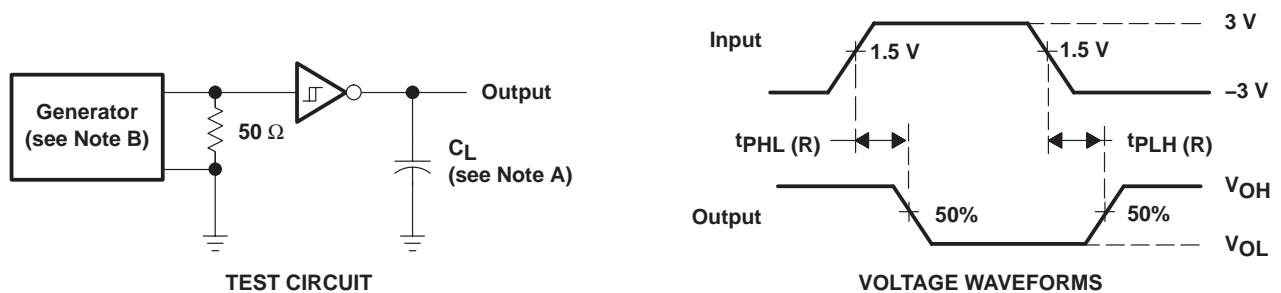 Generator
(see Note B)
50 Ω
Output
CL
(see Note A)
TEST CIRCUIT
Input
1.5 V
1.5 V
3 V
–3 V
tPHL (R)
tPLH (R)
Output
50%
50%
VOH
VOL
VOLTAGE WAVEFORMS